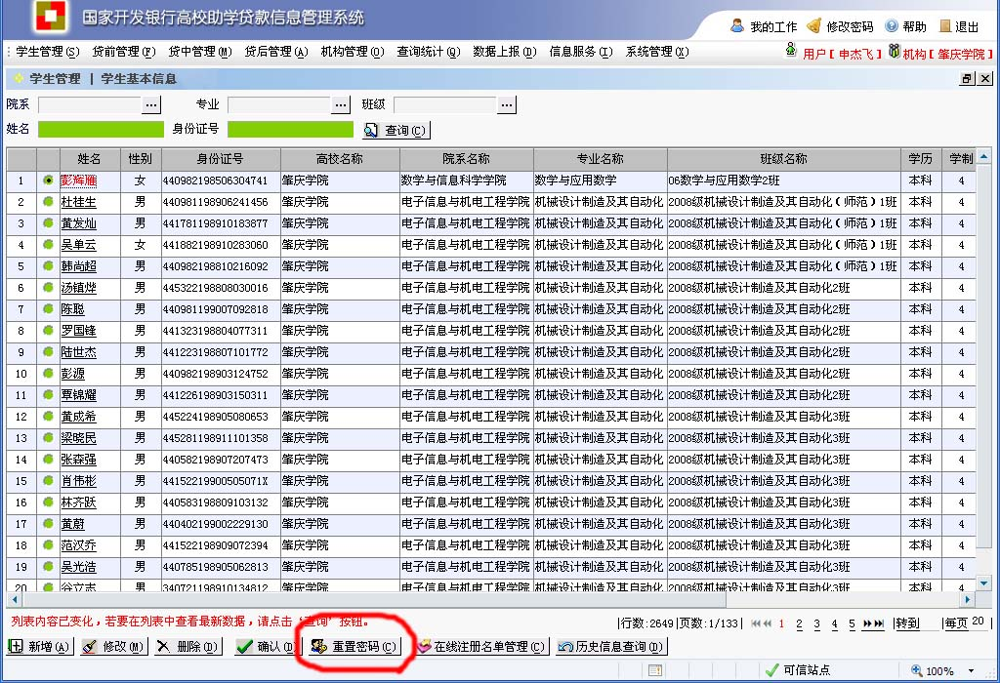 国家开发银行高校助学贷款信息管理系统
我的工作 修改密码 帮助 退出
学生管理(S) 贷前管理(F) 贷中管理(M) 贷后管理(A) 机构管理(O) 查询统计(Q) 数据上报(D) 信息服务(I) 系统管理(X) 用户[申杰飞] 机构[肇庆学院]
学生管理 | 学生基本信息
院系 ... 专业 ... 班级 ...
姓名 身份证号 查询(C)
姓名 性别 身份证号 高校名称 院系名称 专业名称 班级名称 学历 学制
1 彭辉雁 女 440982198506304741 肇庆学院 数学与信息科学学院 数学与应用数学 06数学与应用数学2班 本科 4
2 杜桂生 男 440981198906241456 肇庆学院 电子信息与机电工程学院 机械设计制造及其自动化 2008级机械设计制造及其自动化(师范)1班 本科 4
3 黄发灿 男 441781198910183877 肇庆学院 电子信息与机电工程学院 机械设计制造及其自动化 2008级机械设计制造及其自动化(师范)1班 本科 4
4 吴单云 女 441882198910283060 肇庆学院 电子信息与机电工程学院 机械设计制造及其自动化 2008级机械设计制造及其自动化(师范)1班 本科 4
5 韩尚超 男 440982198810216092 肇庆学院 电子信息与机电工程学院 机械设计制造及其自动化 2008级机械设计制造及其自动化(师范)1班 本科 4
6 汤镇烨 男 445322198808030016 肇庆学院 电子信息与机电工程学院 机械设计制造及其自动化 2008级机械设计制造及其自动化2班 本科 4
7 陈聪 男 440981199007092818 肇庆学院 电子信息与机电工程学院 机械设计制造及其自动化 2008级机械设计制造及其自动化2班 本科 4
8 罗国锋 男 441323198804077311 肇庆学院 电子信息与机电工程学院 机械设计制造及其自动化 2008级机械设计制造及其自动化2班 本科 4
9 陆世杰 男 441223198807101772 肇庆学院 电子信息与机电工程学院 机械设计制造及其自动化 2008级机械设计制造及其自动化2班 本科 4
10 彭源 男 440982198903124752 肇庆学院 电子信息与机电工程学院 机械设计制造及其自动化 2008级机械设计制造及其自动化2班 本科 4
11 覃锦耀 男 441226198903150311 肇庆学院 电子信息与机电工程学院 机械设计制造及其自动化 2008级机械设计制造及其自动化2班 本科 4
12 黄成希 男 445224198905080653 肇庆学院 电子信息与机电工程学院 机械设计制造及其自动化 2008级机械设计制造及其自动化3班 本科 4
13 梁晓民 男 445281198911101358 肇庆学院 电子信息与机电工程学院 机械设计制造及其自动化 2008级机械设计制造及其自动化3班 本科 4
14 张森强 男 440582198907207473 肇庆学院 电子信息与机电工程学院 机械设计制造及其自动化 2008级机械设计制造及其自动化3班 本科 4
15 肖伟彬 男 44152219900505071X 肇庆学院 电子信息与机电工程学院 机械设计制造及其自动化 2008级机械设计制造及其自动化3班 本科 4
16 林齐跃 男 440583198809103132 肇庆学院 电子信息与机电工程学院 机械设计制造及其自动化 2008级机械设计制造及其自动化3班 本科 4
17 黄蔚 男 440402199002229130 肇庆学院 电子信息与机电工程学院 机械设计制造及其自动化 2008级机械设计制造及其自动化3班 本科 4
18 范汉乔 男 441522198909072394 肇庆学院 电子信息与机电工程学院 机械设计制造及其自动化 2008级机械设计制造及其自动化3班 本科 4
19 吴光浩 男 440785198905062813 肇庆学院 电子信息与机电工程学院 机械设计制造及其自动化 2008级机械设计制造及其自动化3班 本科 4
20 谷立志 男 340721198910134812 肇庆学院 电子信息与机电工程学院 机械设计制造及其自动化 2008级机械设计制造及其自动化3班 本科 4
列表内容已变化,若要在列表中查看最新数据,请点击‘查询’按钮。 |行数:2649|页数:1/133| 1 2 3 4 5 |转到 |每页 20
新增(A) 修改(M) 删除(D) 确认(D 重置密码(C) 在线注册名单管理(C) 历史信息查询(D)
可信站点 100%